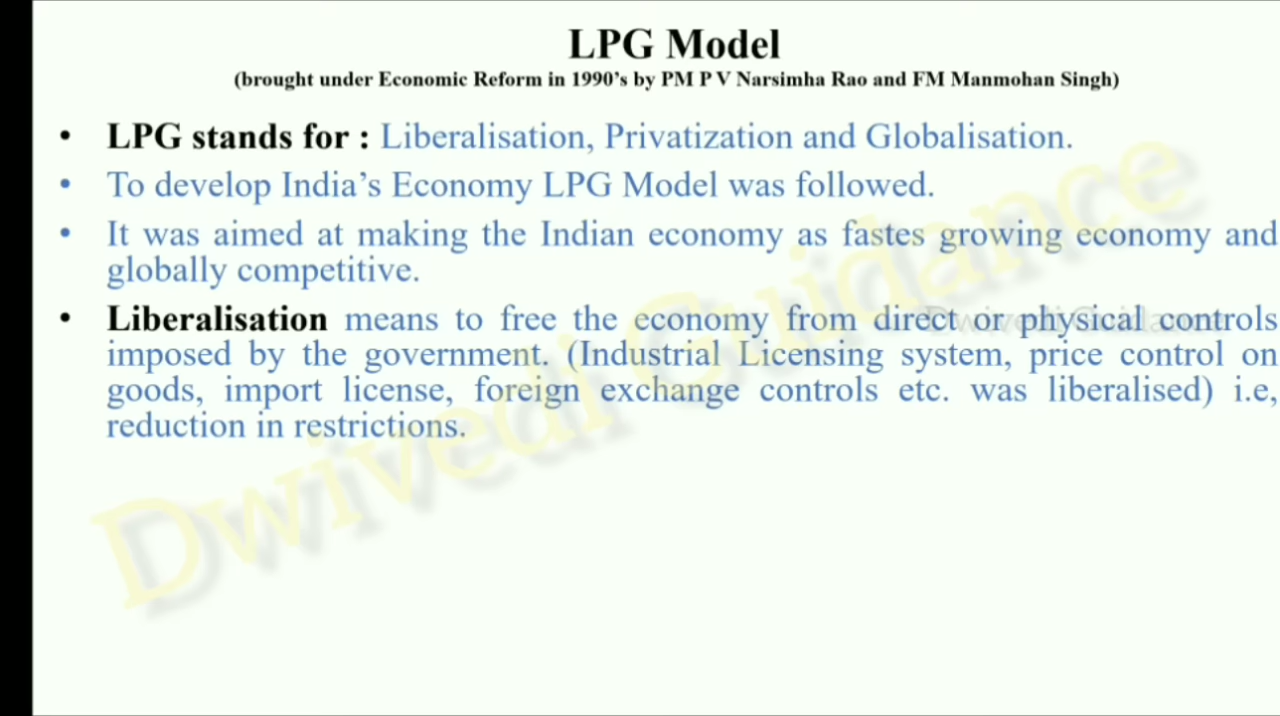 LPG Model
(brought under Economic Reform in 1990's by PM P V Narsimha Rao and FM Manmohan Singh)
• LPG stands for : Liberalisation, Privatization and Globalisation.
• To develop India's Economy LPG Model was followed.
• It was aimed at making the Indian economy as fastes growing economy and
globally competitive.
• Liberalisation means to free the economy from direct or physical controls
imposed by the government. (Industrial Licensing system, price control on
goods, import license, foreign exchange controls etc. was liberalised) i.e,
reduction in restrictions.
Dwivedi Guidance
Dwivedi Guidance